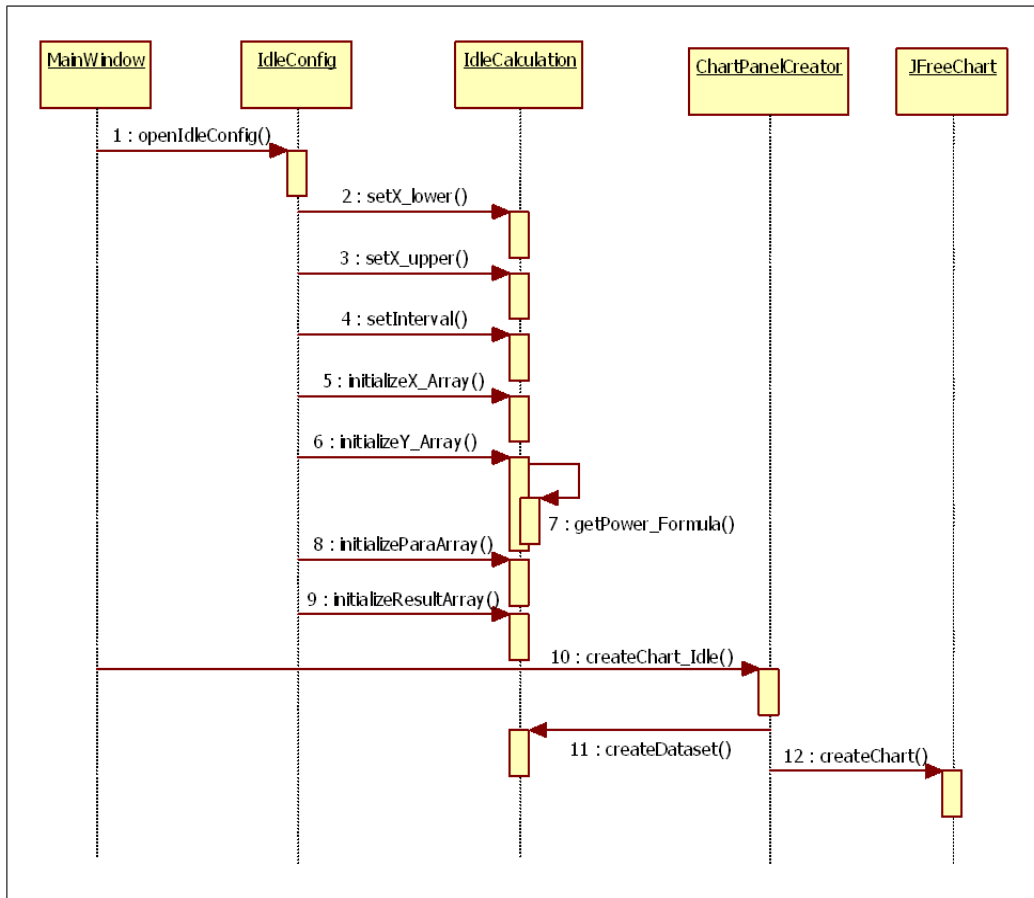 MainWindow
IdleConfig
IdleCalculation
ChartPanelCreator
JFreeChart
1 : openIdleConfig()
2 : setX_lower()
3 : setX_upper()
4 : setInterval()
5 : initializeX_Array()
6 : initializeY_Array()
7 : getPower_Formula()
8 : initializeParaArray()
9 : initializeResultArray()
10 : createChart_Idle()
11 : createDataset()
12 : createChart()